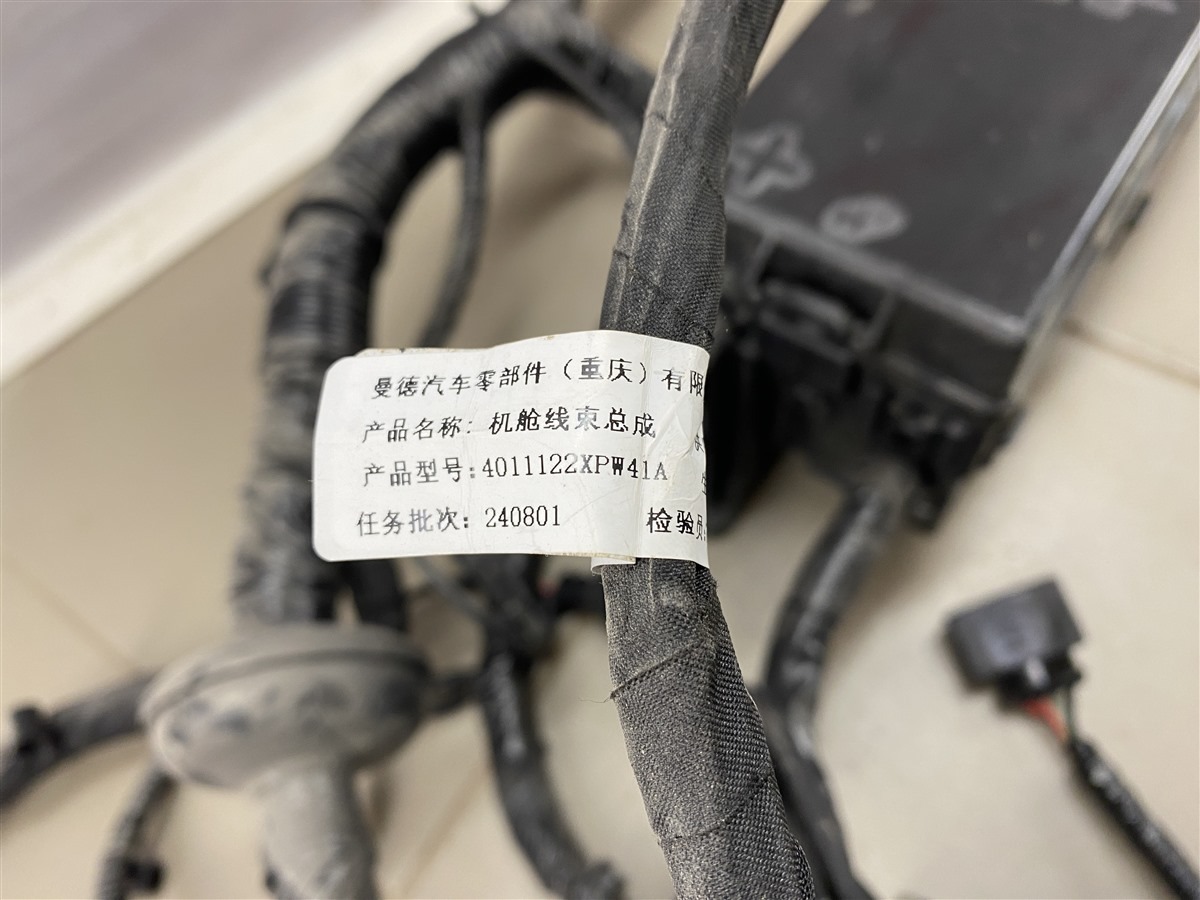 曼德汽车零部件（重庆）有限
产品名称: 机舱线束总成
产品型号: 4011122XPW41A
任务批次: 240801 检验员: